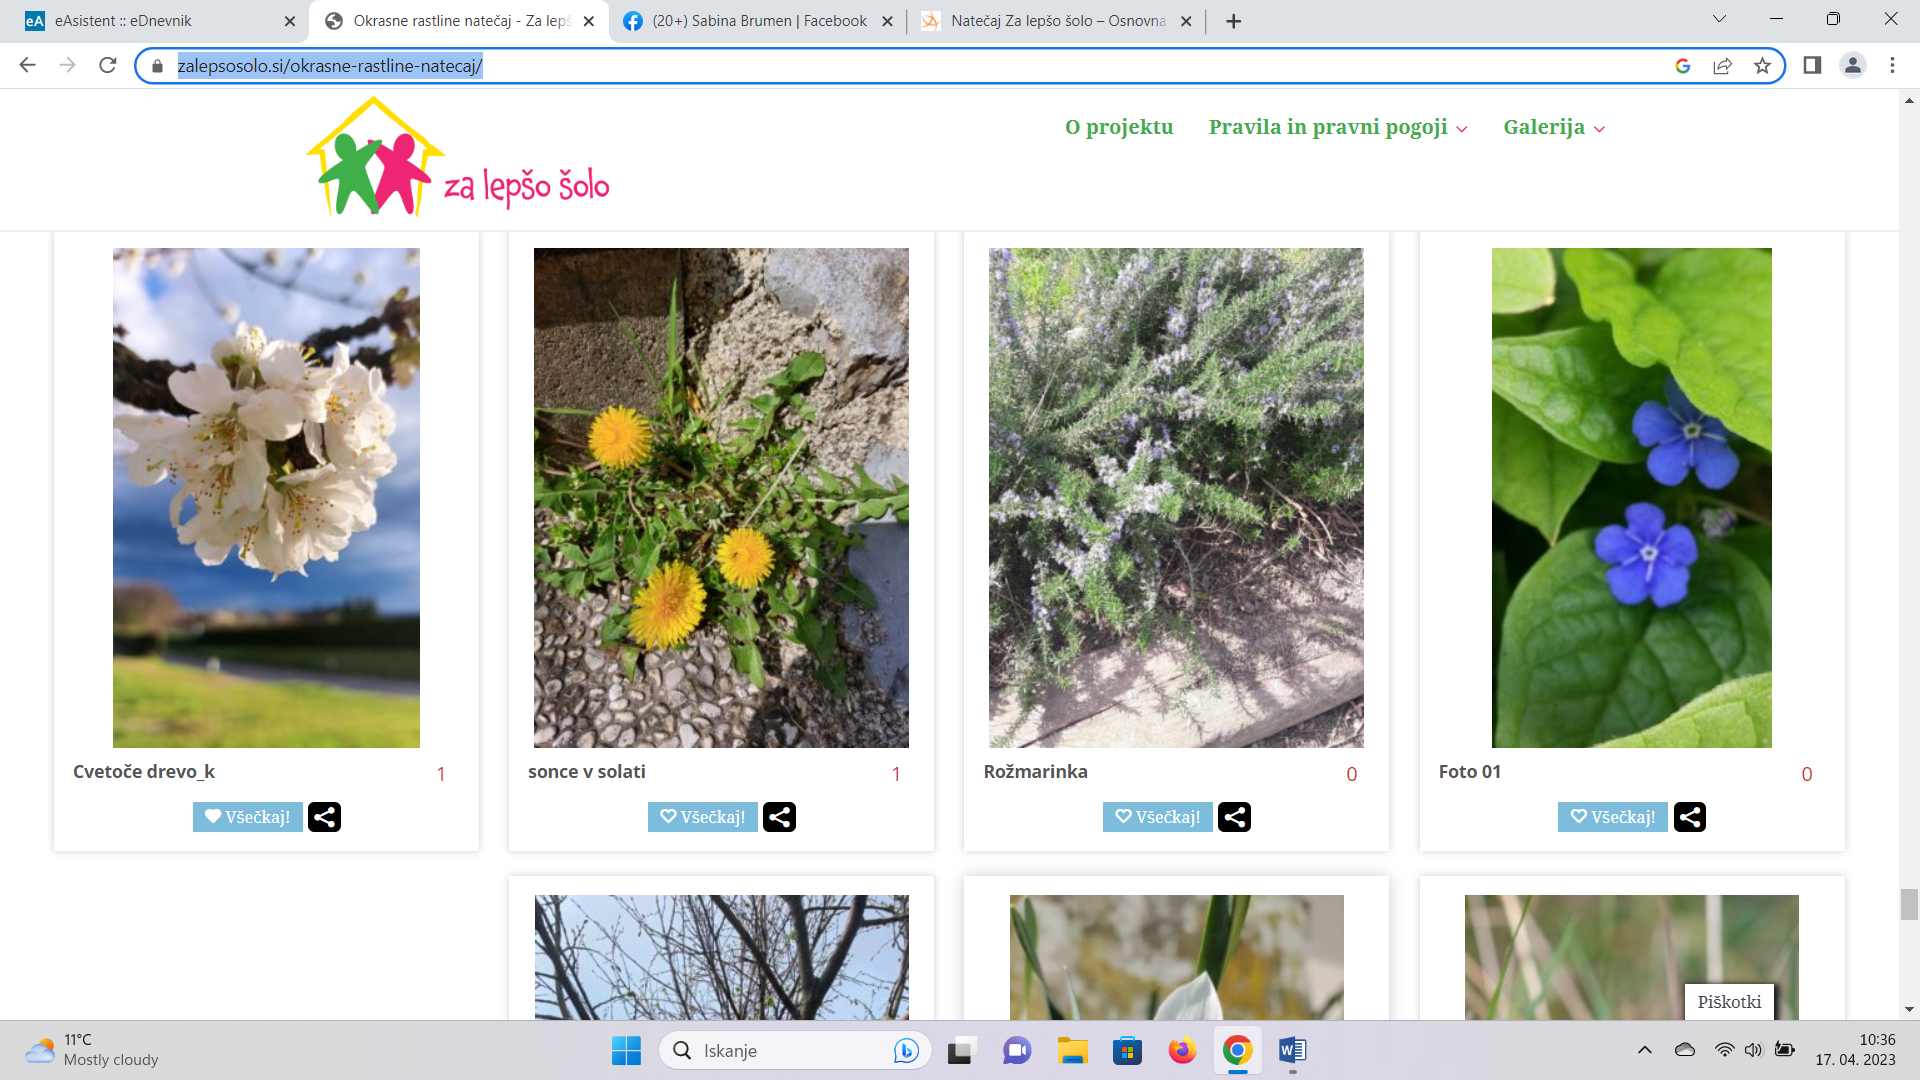 eA eAsistent :: eDnevnik
Okrasne rastline natečaj - Za lepš
(20+) Sabina Brumen | Facebook
Natečaj Za lepšo šolo – Osnovna
zalepsosolo.si/okrasne-rastline-natecaj/
za lepšo šolo
O projektu
Pravila in pravni pogoji
Galerija
Cvetoče drevo_k 1
sonce v solati 1
Rožmarinka 0
Foto 01 0
Všečkaj!
Všečkaj!
Všečkaj!
Všečkaj!
Piškotki
11°C
Mostly cloudy
Iskanje
10:36
17. 04. 2023